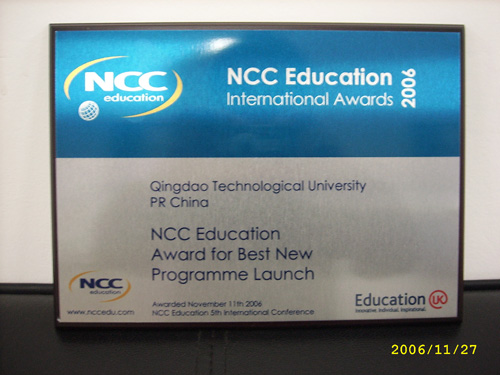 NCC
education
NCC Education
International Awards
2006
Qingdao Technological University
PR China
NCC Education
Award for Best New
Programme Launch
NCC
education
www.nccedu.com
Awarded November 11th 2006
NCC Education 5th International Conference
Education UK
Innovative. Individual. Inspirational.
2006/11/27